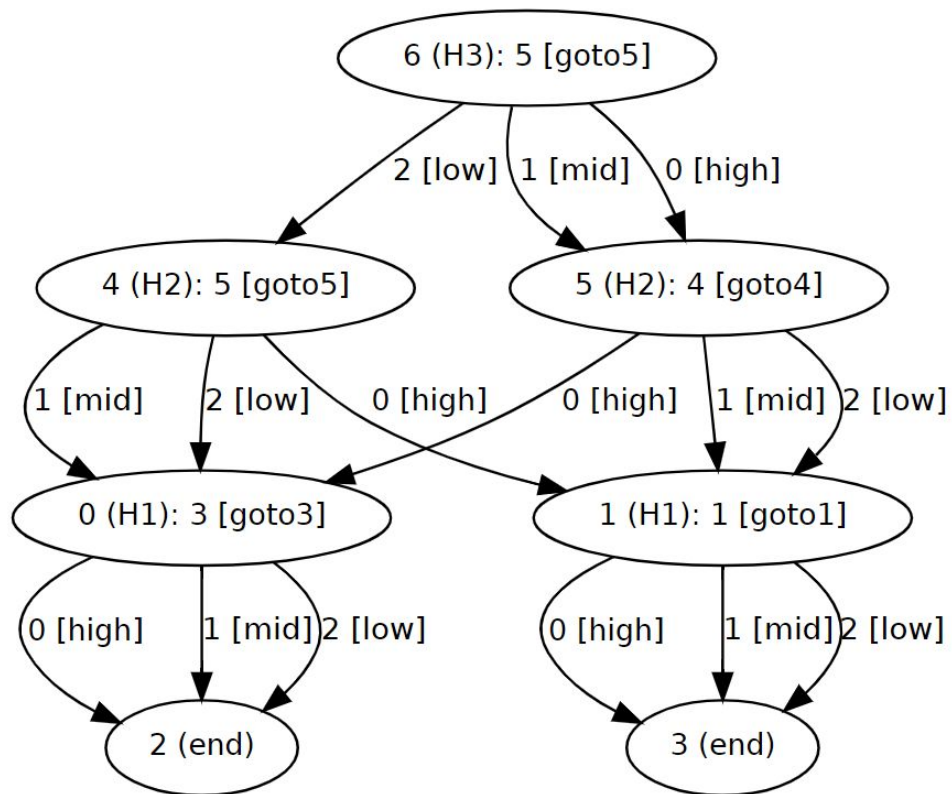 6 (H3): 5 [goto5]
2 [low]
1 [mid]
0 [high]
4 (H2): 5 [goto5]
5 (H2): 4 [goto4]
1 [mid]
2 [low]
0 [high]
0 [high]
1 [mid]
2 [low]
0 (H1): 3 [goto3]
1 (H1): 1 [goto1]
0 [high]
1 [mid]
2 [low]
0 [high]
1 [mid]
2 [low]
2 (end)
3 (end)